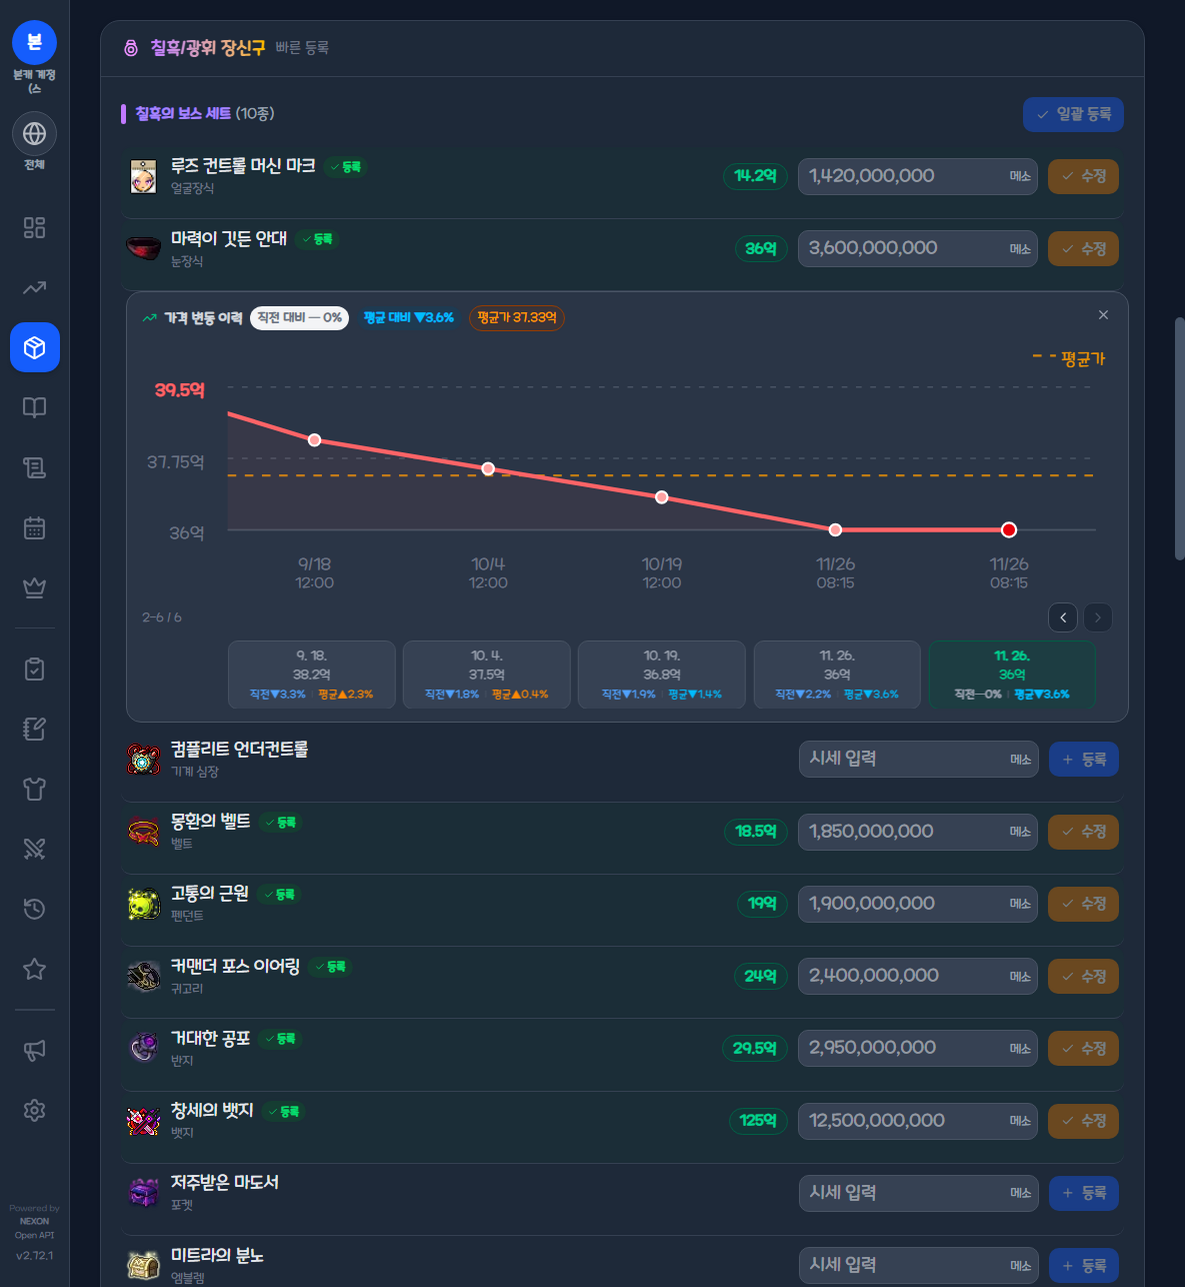 본
본캐 계정
(스
전체
Powered by
NEXON
Open API
v2.72.1
칠흑/광휘 장신구 빠른 등록
칠흑의 보스 세트 (10종)
일괄 등록
루즈 컨트롤 머신 마크 등록
얼굴장식
14.2억
1,420,000,000 메소
수정
마력이 깃든 안대 등록
눈장식
36억
3,600,000,000 메소
수정
가격 변동 이력 직전 대비 — 0% 평균 대비 ▼3.6% 평균가 37.33억
평균가
39.5억
37.75억
36억
9/18 10/4 10/19 11/26 11/26
12:00 12:00 12:00 08:15 08:15
2-6 / 6
9. 18. 10. 4. 10. 19. 11. 26. 11. 26.
38.2억 37.5억 36.8억 36억 36억
직전▼3.3% 평균▲2.3% 직전▼1.8% 평균▲0.4% 직전▼1.9% 평균▼1.4% 직전▼2.2% 평균▼3.6% 직전—0% 평균▼3.6%
컴플리트 언더컨트롤
기계 심장
시세 입력 메소
+ 등록
몽환의 벨트 등록
벨트
18.5억
1,850,000,000 메소
수정
고통의 근원 등록
펜던트
19억
1,900,000,000 메소
수정
커맨더 포스 이어링 등록
귀고리
24억
2,400,000,000 메소
수정
거대한 공포 등록
반지
29.5억
2,950,000,000 메소
수정
창세의 뱃지 등록
뱃지
125억
12,500,000,000 메소
수정
저주받은 마도서
포켓
시세 입력 메소
+ 등록
미트라의 분노
엠블렘
시세 입력 메소
+ 등록